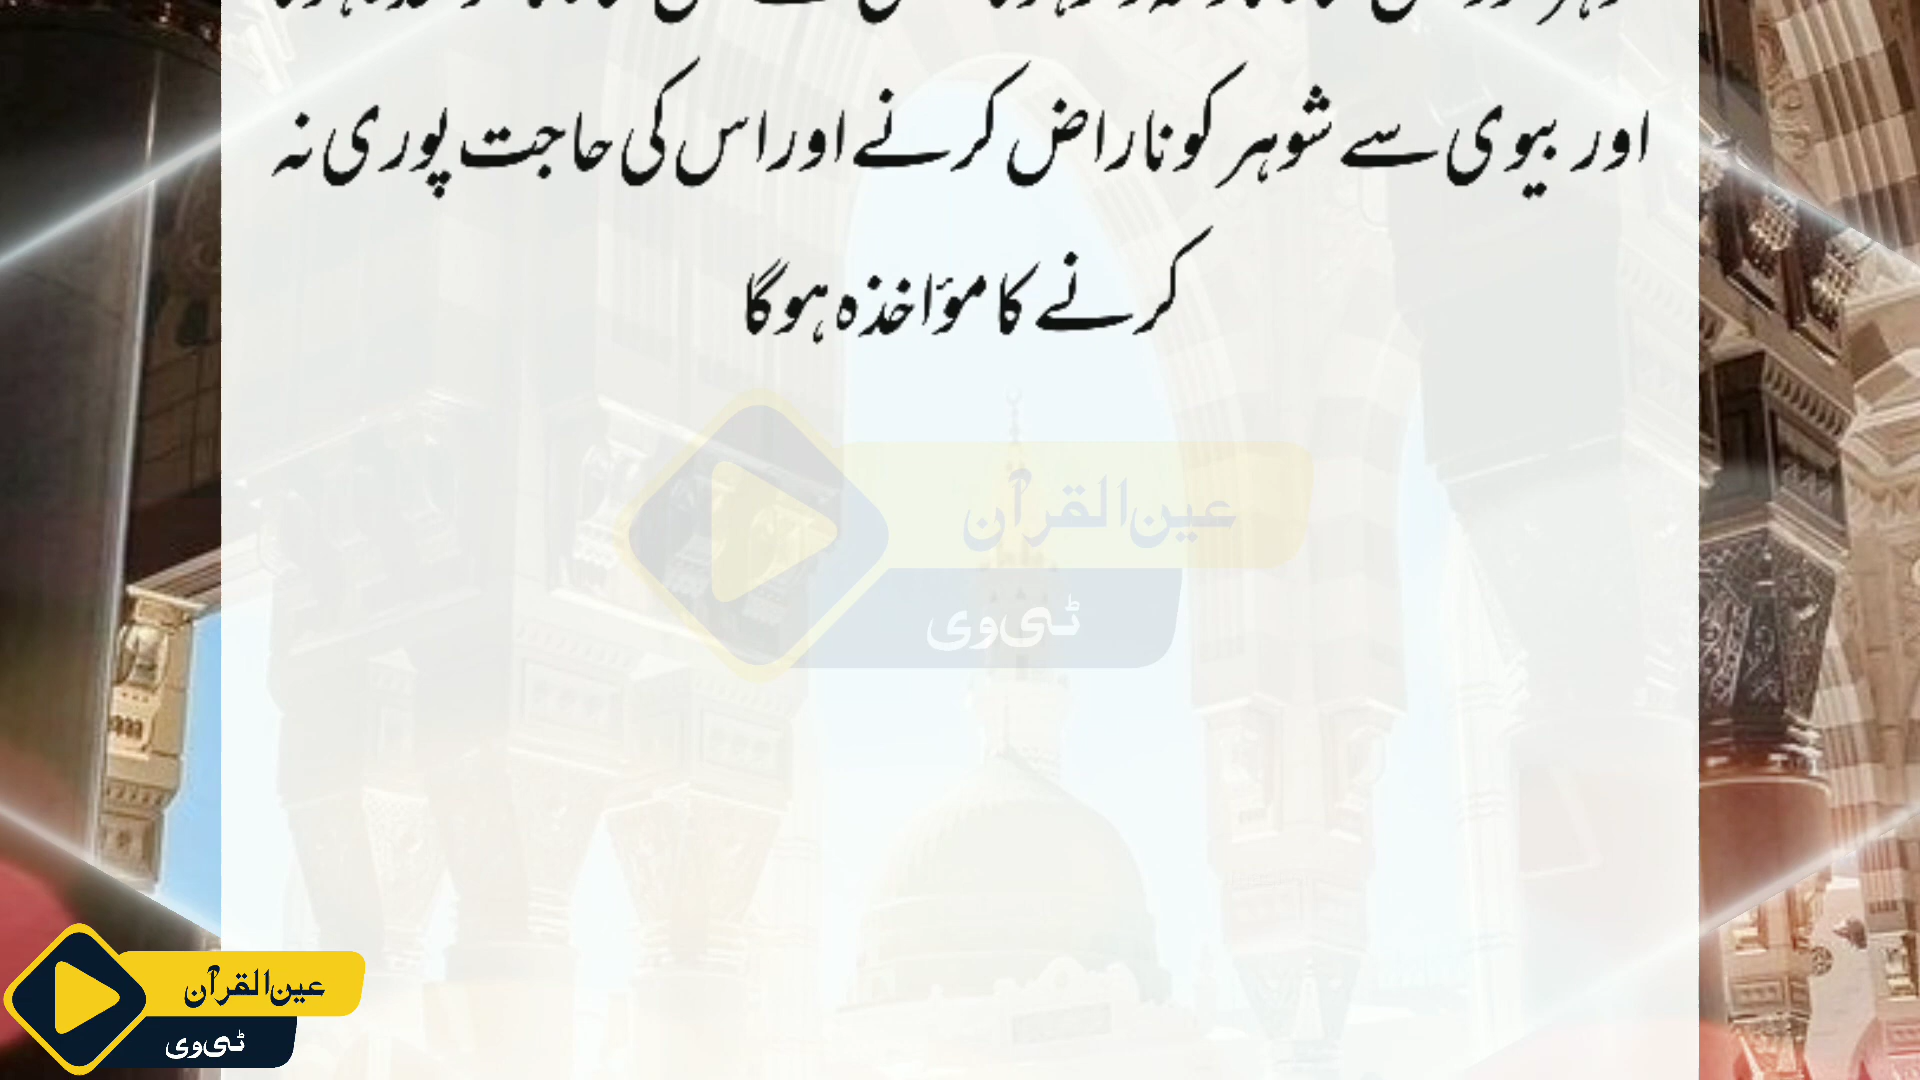 اور بیوی سے شوہر کو ناراض کرنے اور اس کی حاجت پوری نہ
کرنے کا مؤاخذہ ہوگا
عین القرآن
ٹی وی
عین القرآن
ٹی وی